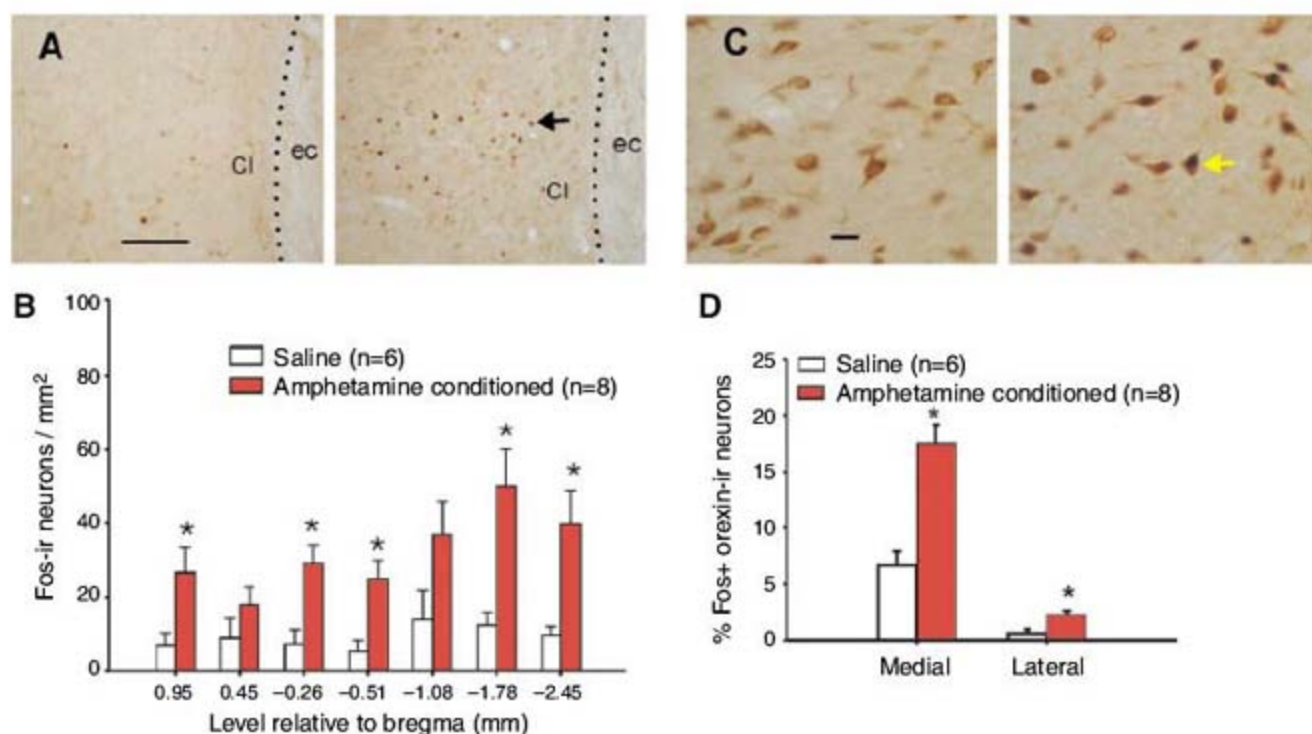 A
Cl
ec
Cl
ec
C
B
Fos-ir neurons / mm²
100
80
60
40
20
0
Saline (n=6)
Amphetamine conditioned (n=8)
*
*
*
*
*
0.95 0.45 −0.26 −0.51 −1.08 −1.78 −2.45
Level relative to bregma (mm)
D
% Fos+ orexin-ir neurons
25
20
15
10
5
0
Saline (n=6)
Amphetamine conditioned (n=8)
*
*
Medial Lateral